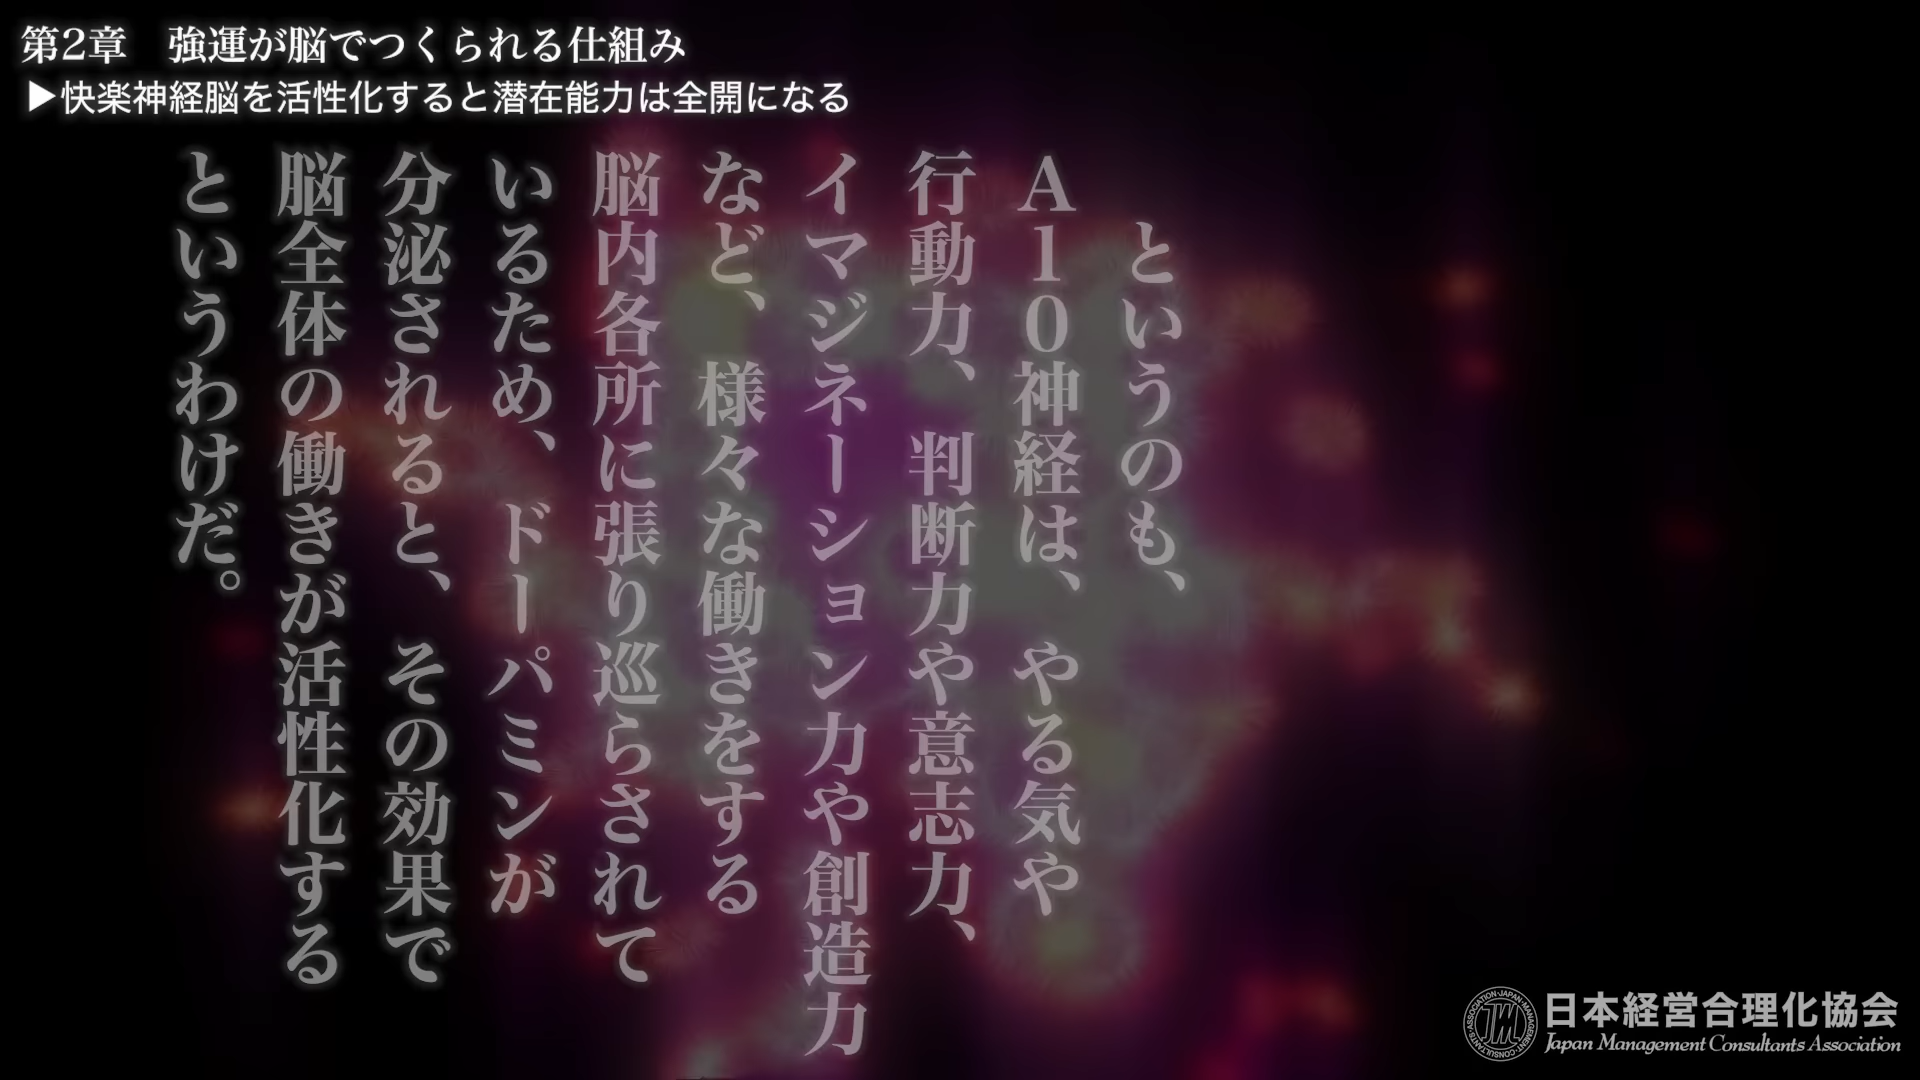 第2章　強運が脳でつくられる仕組み
▶快楽神経脳を活性化すると潜在能力は全開になる
というのも、
A10神経は、やる気や
行動力、判断力や意志力、
イマジネーション力や創造力
など、様々な働きをする
脳内各所に張り巡らされて
いるため、ドーパミンが
分泌されると、その効果で
脳全体の働きが活性化する
というわけだ。
日本経営合理化協会
Japan Management Consultants Association